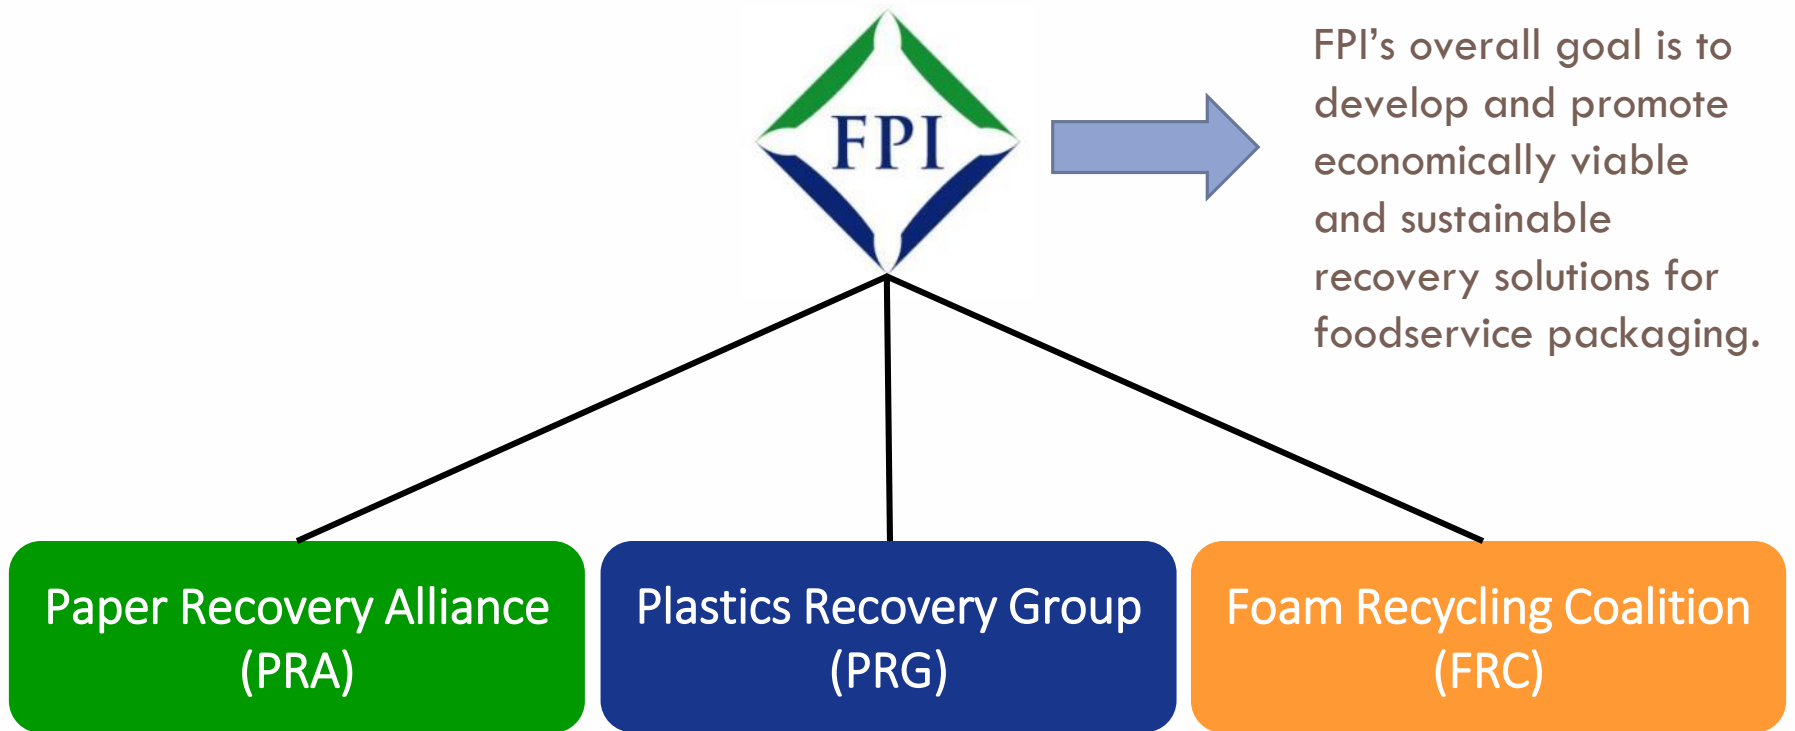 FPI
FPI’s overall goal is to
develop and promote
economically viable
and sustainable
recovery solutions for
foodservice packaging.
Paper Recovery Alliance
(PRA)
Plastics Recovery Group
(PRG)
Foam Recycling Coalition
(FRC)